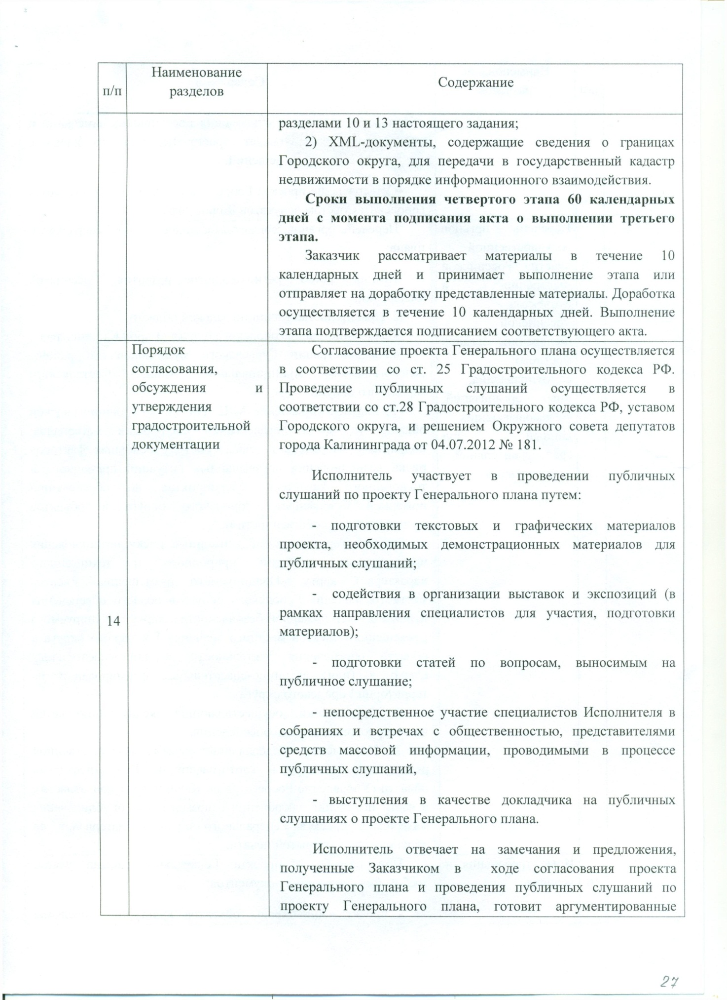 п/п
Наименование
разделов
Содержание
разделами 10 и 13 настоящего задания;
2) XML-документы, содержащие сведения о границах
Городского округа, для передачи в государственный кадастр
недвижимости в порядке информационного взаимодействия.
Сроки выполнения четвертого этапа 60 календарных
дней с момента подписания акта о выполнении третьего
этапа.
Заказчик рассматривает материалы в течение 10
календарных дней и принимает выполнение этапа или
отправляет на доработку представленные материалы. Доработка
осуществляется в течение 10 календарных дней. Выполнение
этапа подтверждается подписанием соответствующего акта.
14
Порядок
согласования,
обсуждения и
утверждения
градостроительной
документации
Согласование проекта Генерального плана осуществляется
в соответствии со ст. 25 Градостроительного кодекса РФ.
Проведение публичных слушаний осуществляется в
соответствии со ст.28 Градостроительного кодекса РФ, уставом
Городского округа, и решением Окружного совета депутатов
города Калининграда от 04.07.2012 № 181.
Исполнитель участвует в проведении публичных
слушаний по проекту Генерального плана путем:
- подготовки текстовых и графических материалов
проекта, необходимых демонстрационных материалов для
публичных слушаний;
- содействия в организации выставок и экспозиций (в
рамках направления специалистов для участия, подготовки
материалов);
- подготовки статей по вопросам, выносимым на
публичное слушание;
- непосредственное участие специалистов Исполнителя в
собраниях и встречах с общественностью, представителями
средств массовой информации, проводимыми в процессе
публичных слушаний,
- выступления в качестве докладчика на публичных
слушаниях о проекте Генерального плана.
Исполнитель отвечает на замечания и предложения,
полученные Заказчиком в ходе согласования проекта
Генерального плана и проведения публичных слушаний по
проекту Генерального плана, готовит аргументированные
27